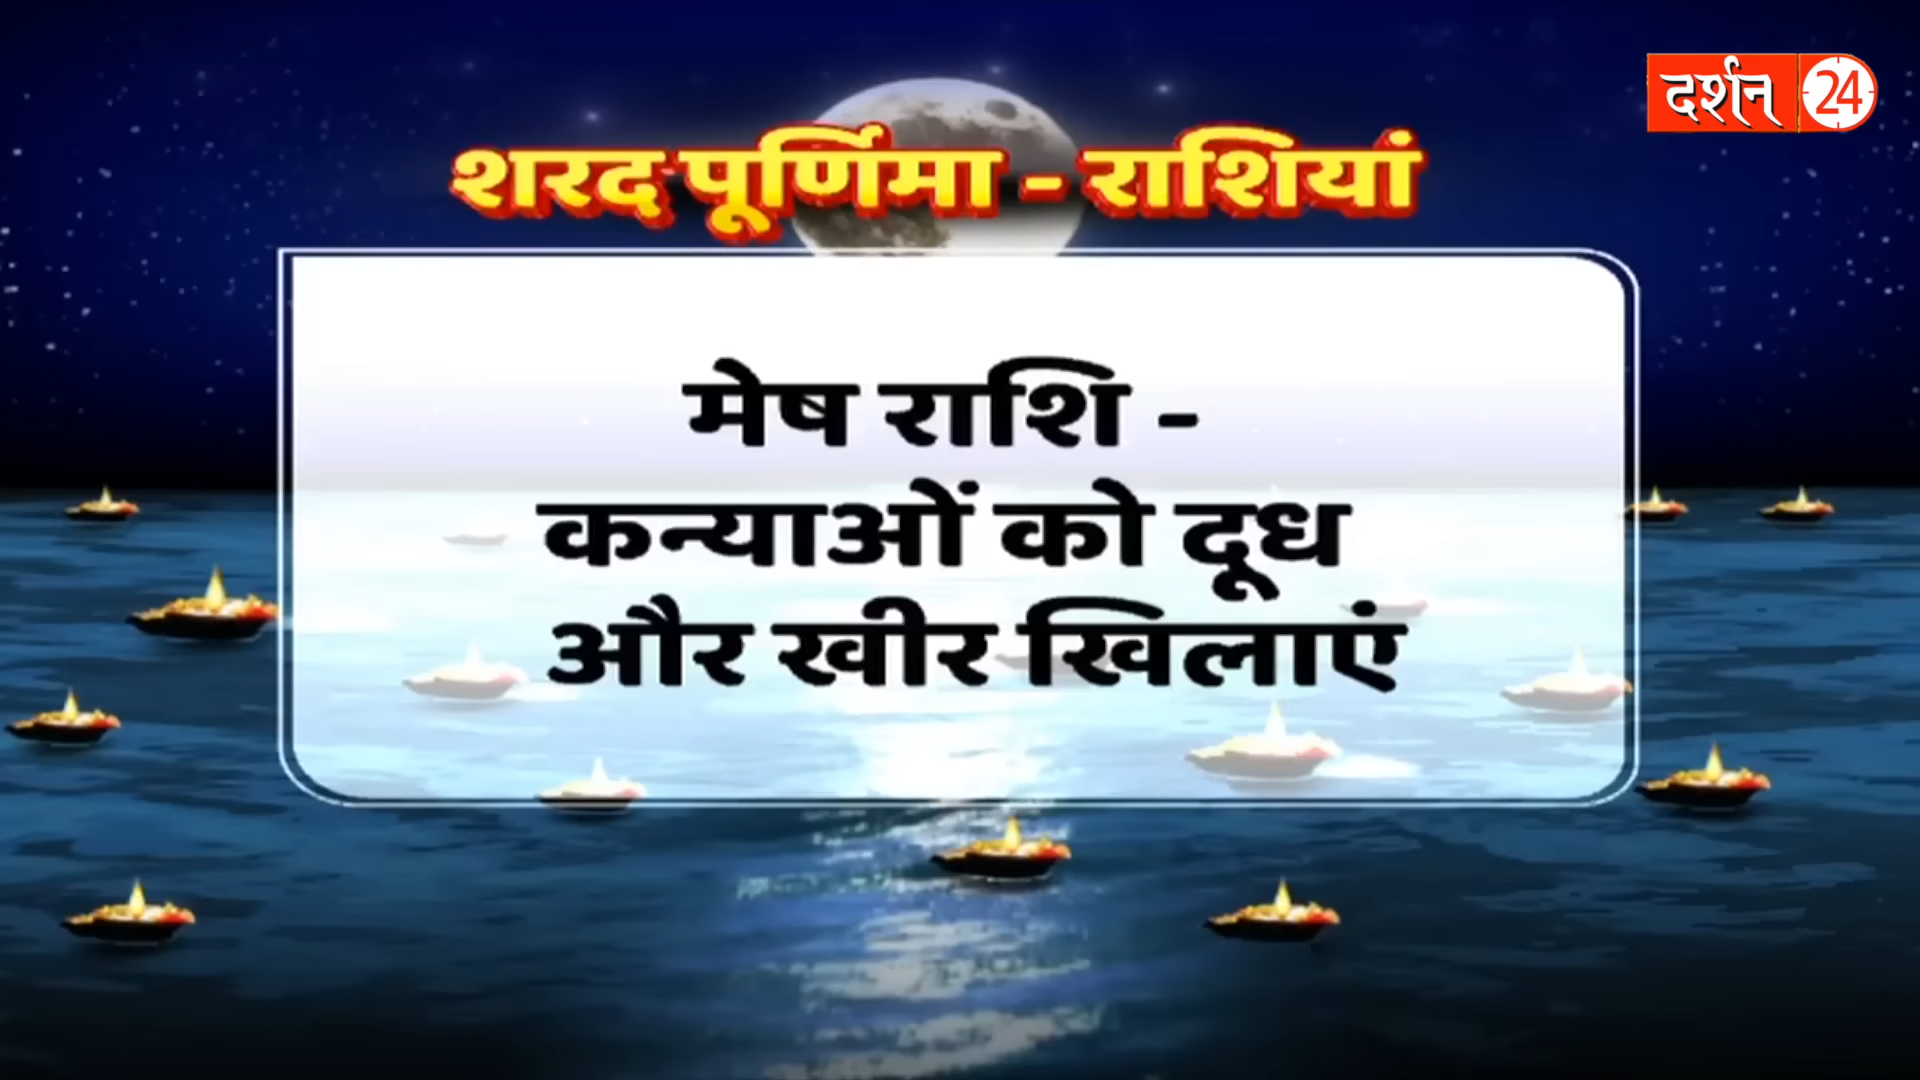 दर्शन 24
शरद पूर्णिमा - राशियां
मेष राशि -
कन्याओं को दूध
और खीर खिलाएं